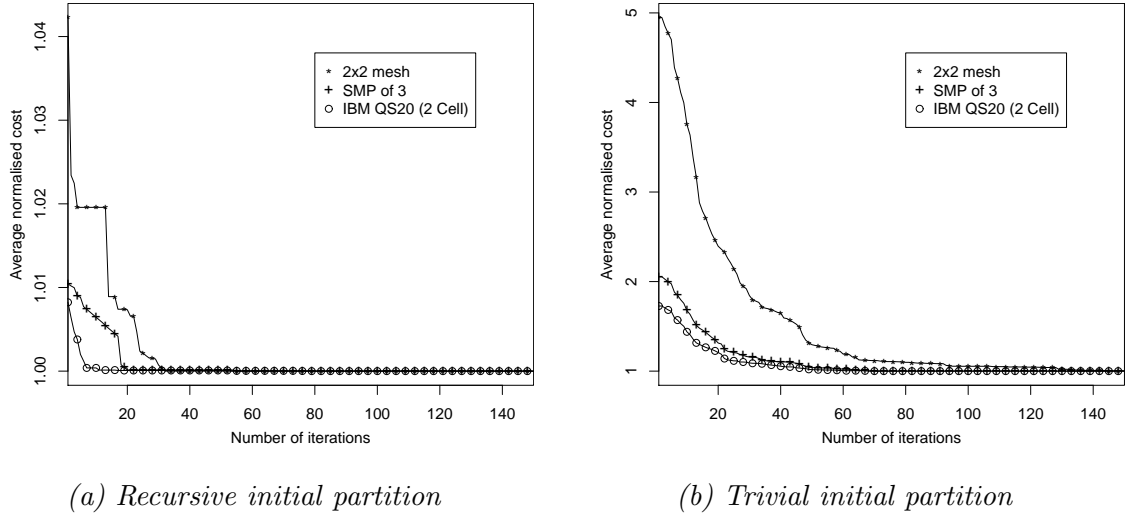 Average normalised cost
1.00 1.01 1.02 1.03 1.04
2x2 mesh
SMP of 3
IBM QS20 (2 Cell)
20 40 60 80 100 120 140
Number of iterations
(a) Recursive initial partition
Average normalised cost
1 2 3 4 5
2x2 mesh
SMP of 3
IBM QS20 (2 Cell)
20 40 60 80 100 120 140
Number of iterations
(b) Trivial initial partition